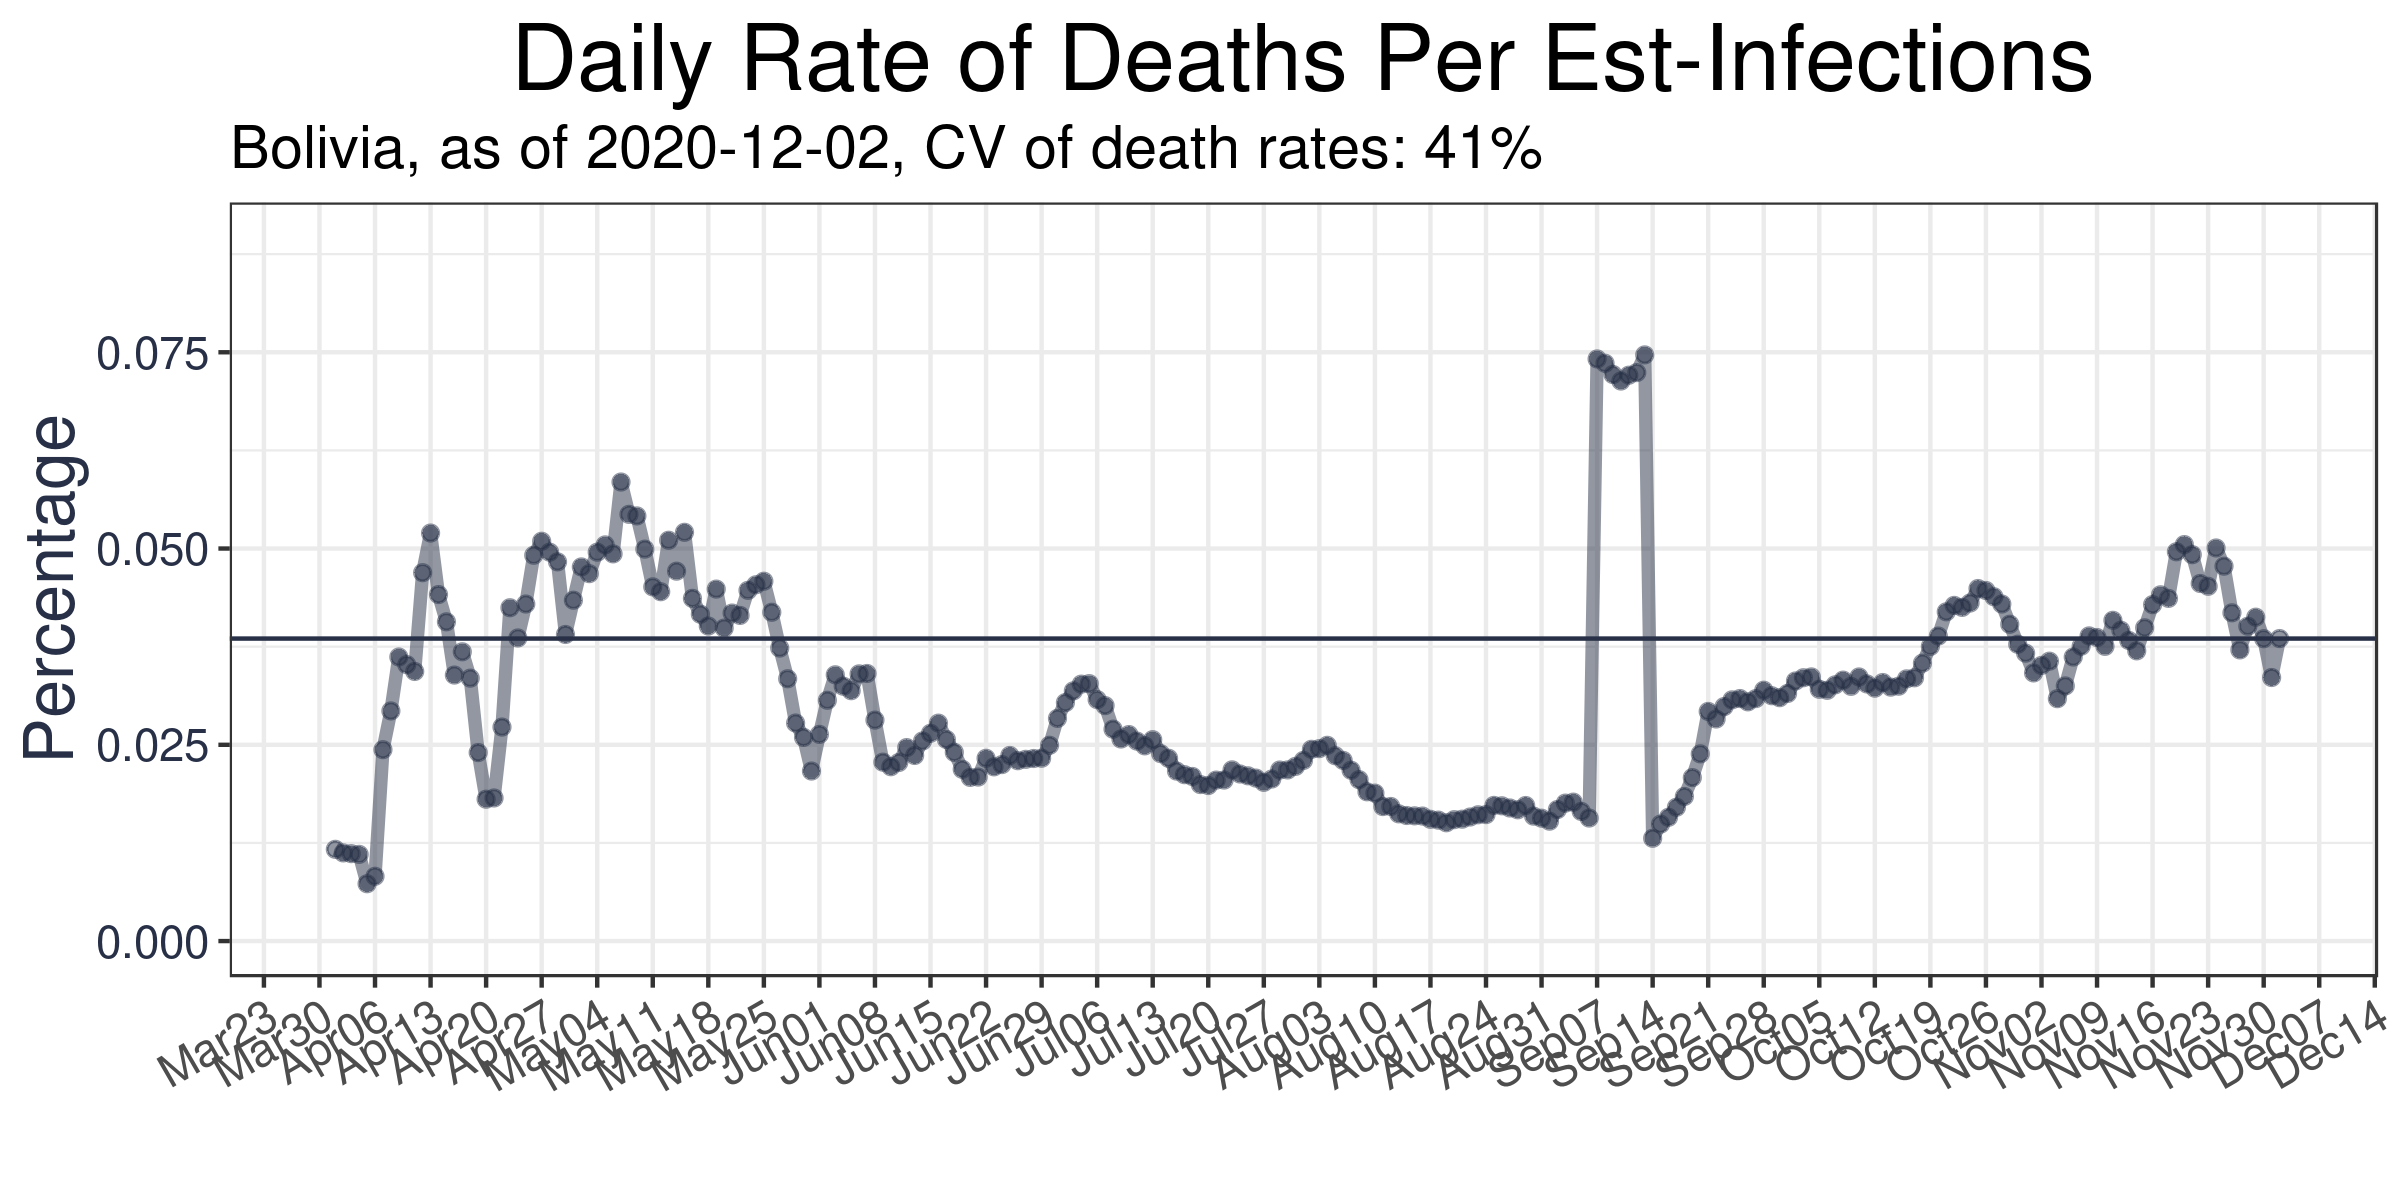 Daily Rate of Deaths Per Est-Infections
Bolivia, as of 2020-12-02, CV of death rates: 41%
Percentage
0.075
0.050
0.025
0.000
Mar23
Mar30
Apr06
Apr13
Apr20
Apr27
May04
May11
May18
May25
Jun01
Jun08
Jun15
Jun22
Jun29
Jul06
Jul13
Jul20
Jul27
Aug03
Aug10
Aug17
Aug24
Aug31
Sep07
Sep14
Sep21
Sep28
Oct05
Oct12
Oct19
Oct26
Nov02
Nov09
Nov16
Nov23
Nov30
Dec07
Dec14